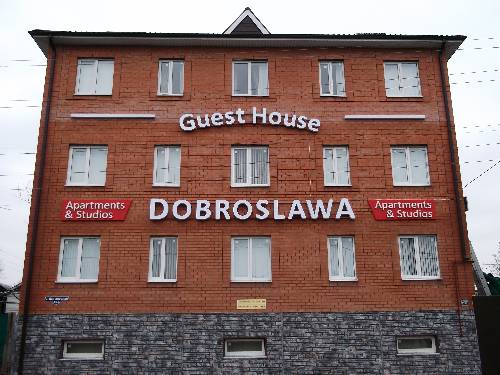 Guest House
Apartments
& Studios
DOBROSLAWA
Apartments
& Studios